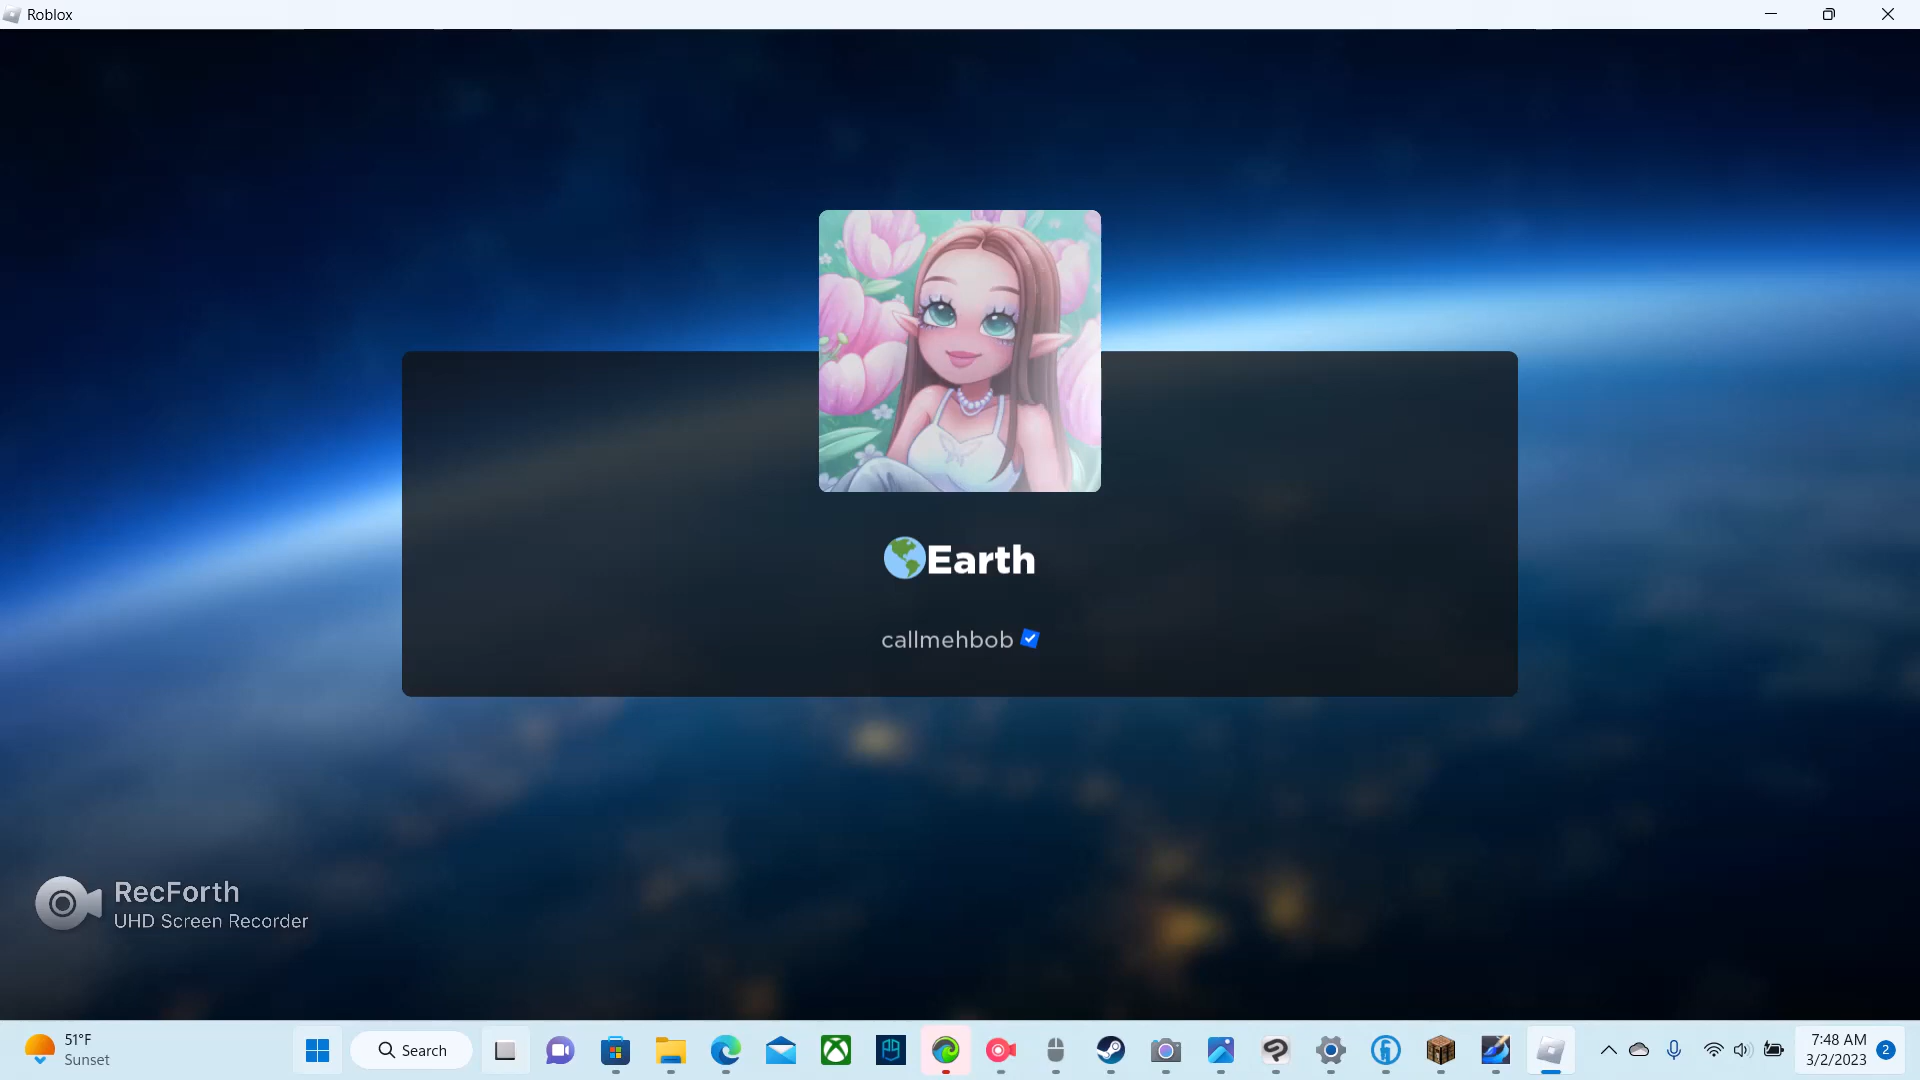 Roblox
🌎Earth
callmehbob
RecForth
UHD Screen Recorder
51°F
Sunset
Search
7:48 AM
3/2/2023
2